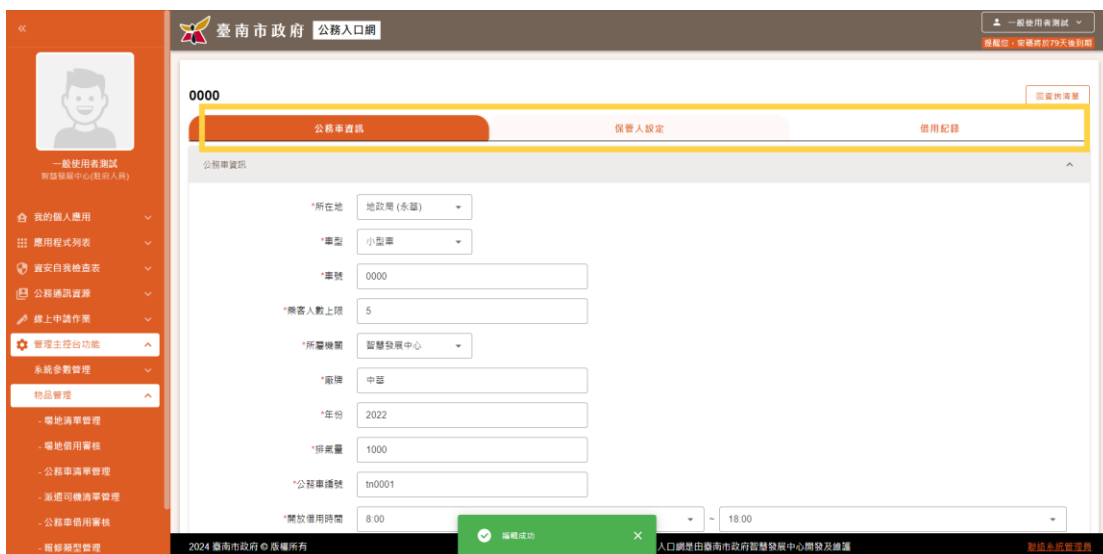 «
臺南市政府 公務入口網
一般使用者測試
提醒您，密碼將於79天後到期
一般使用者測試
智慧發展中心(駐府人員)
我的個人應用
應用程式列表
資安自我檢查表
公務通訊資源
線上申請作業
管理主控台功能
系統參數管理
物品管理
- 場地清單管理
- 場地借用審核
- 公務車清單管理
- 派遣司機清單管理
- 公務車借用審核
- 報修類型管理
0000
回查詢清單
公務車資訊
保管人設定
借用紀錄
公務車資訊
*所在地 地政局 (永華)
*車型 小型車
*車號 0000
*乘客人數上限 5
*所屬機關 智慧發展中心
*廠牌 中華
*年份 2022
*排氣量 1000
*公務車編號 tn0001
*開放借用時間 8:00 ~ 18:00
編輯成功
2024 臺南市政府 © 版權所有
入口網是由臺南市政府智慧發展中心開發及維護
聯絡系統管理員